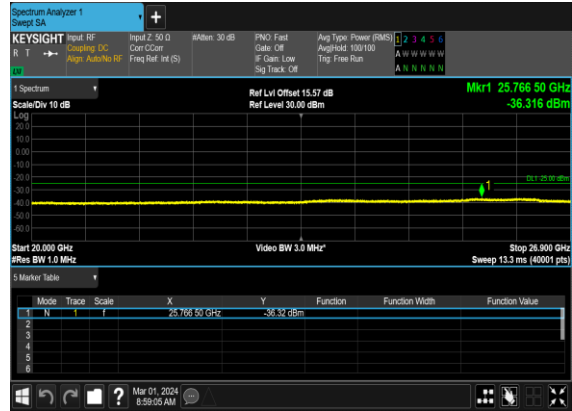 Spectrum Analyzer 1
Swept SA
+
KEYSIGHT Input: RF Input Z: 50 Ω #Atten: 30 dB PNO: Fast Avg Type: Power (RMS) 1 2 3 4 5 6
R T Coupling: DC Corr CCorr Gate: Off Avg|Hold: 100/100 A W W W W W
Align: Auto/No RF Freq Ref: Int (S) IF Gain: Low Trig: Free Run
Sig Track: Off A N N N N N
1 Spectrum Ref Lvl Offset 15.57 dB Mkr1 25.766 50 GHz
Scale/Div 10 dB Ref Level 30.00 dBm -36.316 dBm
Log
20.0
10.0
0.00
-10.0
-20.0
DL1 -25.00 dBm
-30.0
1
-40.0
-50.0
-60.0
Start 20.000 GHz Video BW 3.0 MHz* Stop 26.900 GHz
#Res BW 1.0 MHz Sweep 13.3 ms (40001 pts)
5 Marker Table
Mode Trace Scale X Y Function Function Width Function Value
1 N 1 f 25.766 50 GHz -36.32 dBm
2
3
4
5
6
? Mar 01, 2024
8:59:05 AM